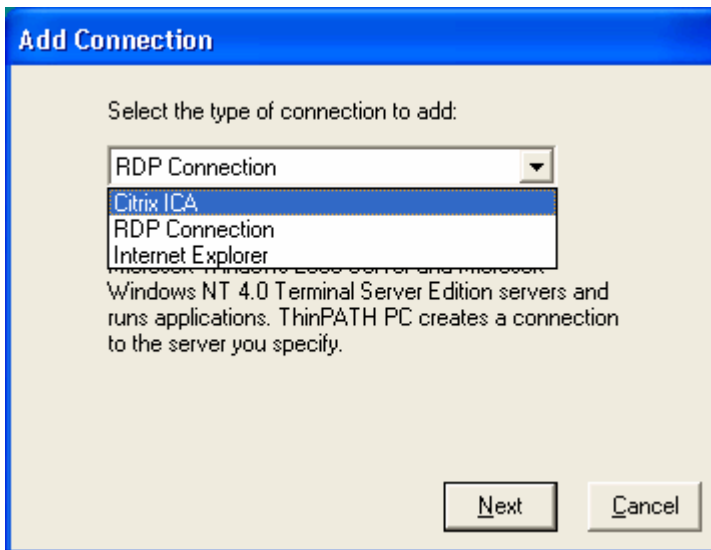 Add Connection
Select the type of connection to add:
RDP Connection
Citrix ICA
RDP Connection
Internet Explorer
Windows NT 4.0 Terminal Server Edition servers and
runs applications. ThinPATH PC creates a connection
to the server you specify.
Next
Cancel